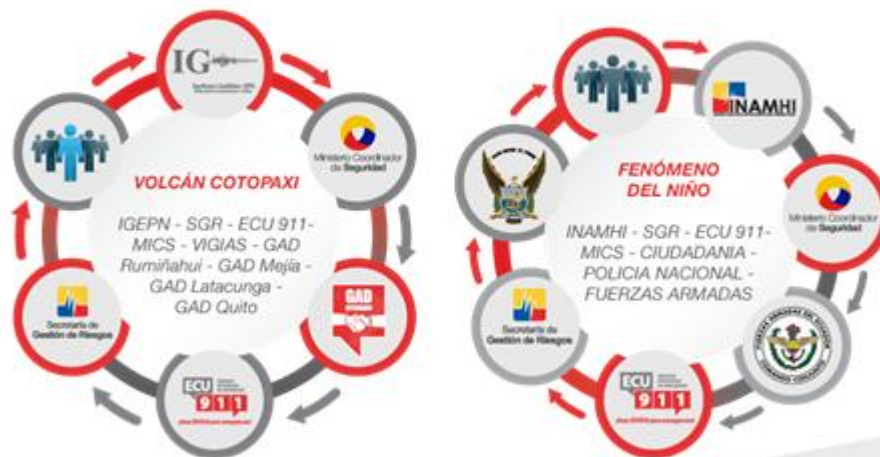 IG
Ministerio Coordinador
de Seguridad
VOLCÁN COTOPAXI
IGEPN - SGR - ECU 911-
MICS - VIGIAS - GAD
Rumiñahui - GAD Mejía -
GAD Latacunga -
GAD Quito
Secretaría de
Gestión de Riesgos
GAD
ECU
911
INAMHI
FENÓMENO
DEL NIÑO
INAMHI - SGR - ECU 911-
MICS - CIUDADANIA -
POLICIA NACIONAL -
FUERZAS ARMADAS
Ministerio Coordinador
de Seguridad
Secretaría de
Gestión de Riesgos
ECU
911